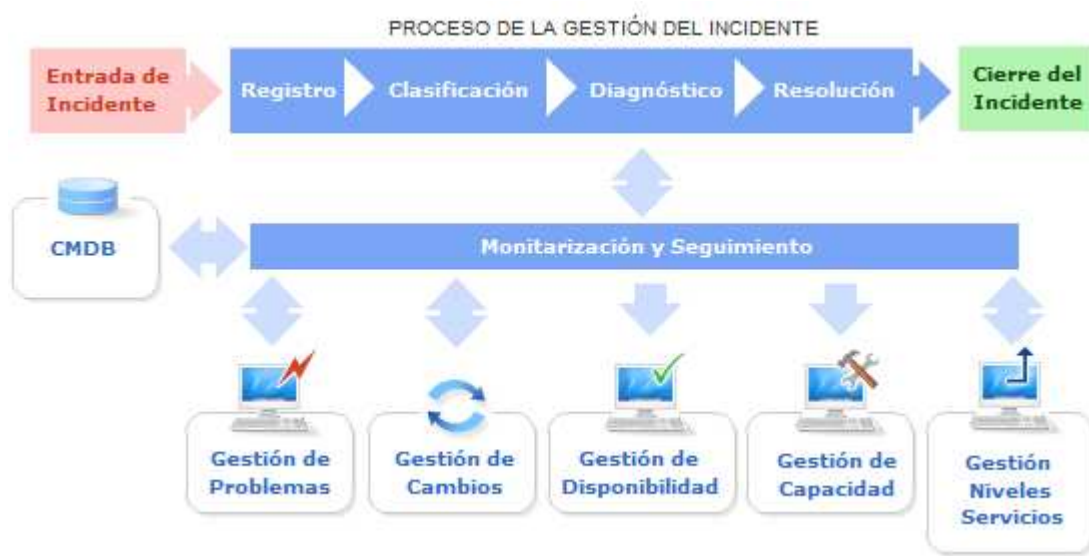 PROCESO DE LA GESTIÓN DEL INCIDENTE
Entrada de
Incidente
Registro
Clasificación
Diagnóstico
Resolución
Cierre del
Incidente
CMDB
Monitarización y Seguimiento
Gestión de
Problemas
Gestión de
Cambios
Gestión de
Disponibilidad
Gestión de
Capacidad
Gestión
Niveles
Servicios